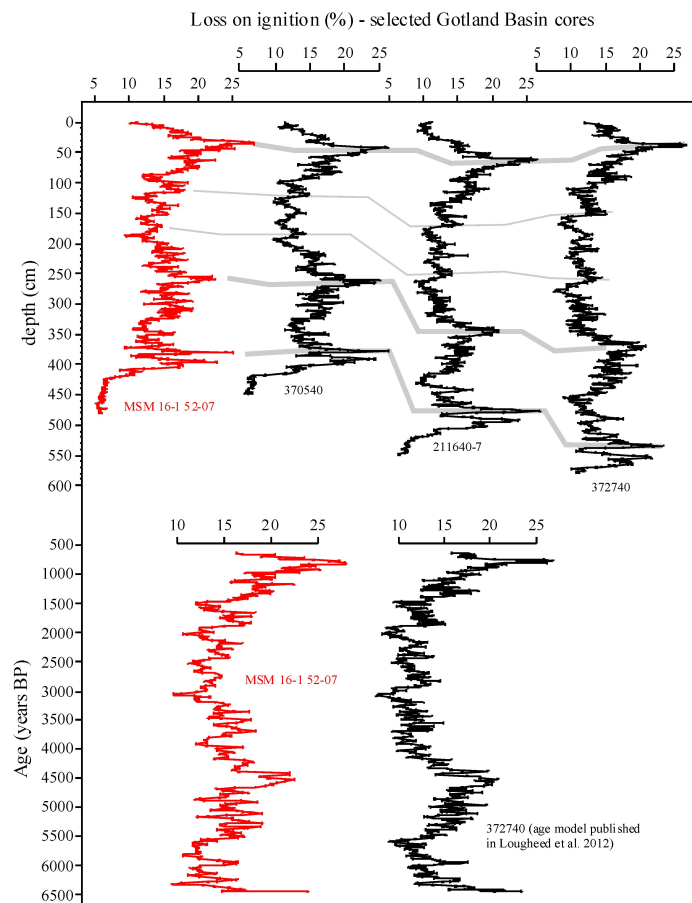 Loss on ignition (%) - selected Gotland Basin cores
5 10 15 20 25
5 10 15 20 25
5 10 15 20 25
5 10 15 20 25
depth (cm)
0
50
100
150
200
250
300
350
400
450
500
550
600
MSM 16-1 52-07
370540
211640-7
372740
10 15 20 25
10 15 20 25
Age (years BP)
500
1000
1500
2000
2500
3000
3500
4000
4500
5000
5500
6000
6500
MSM 16-1 52-07
372740 (age model published
in Lougheed et al. 2012)